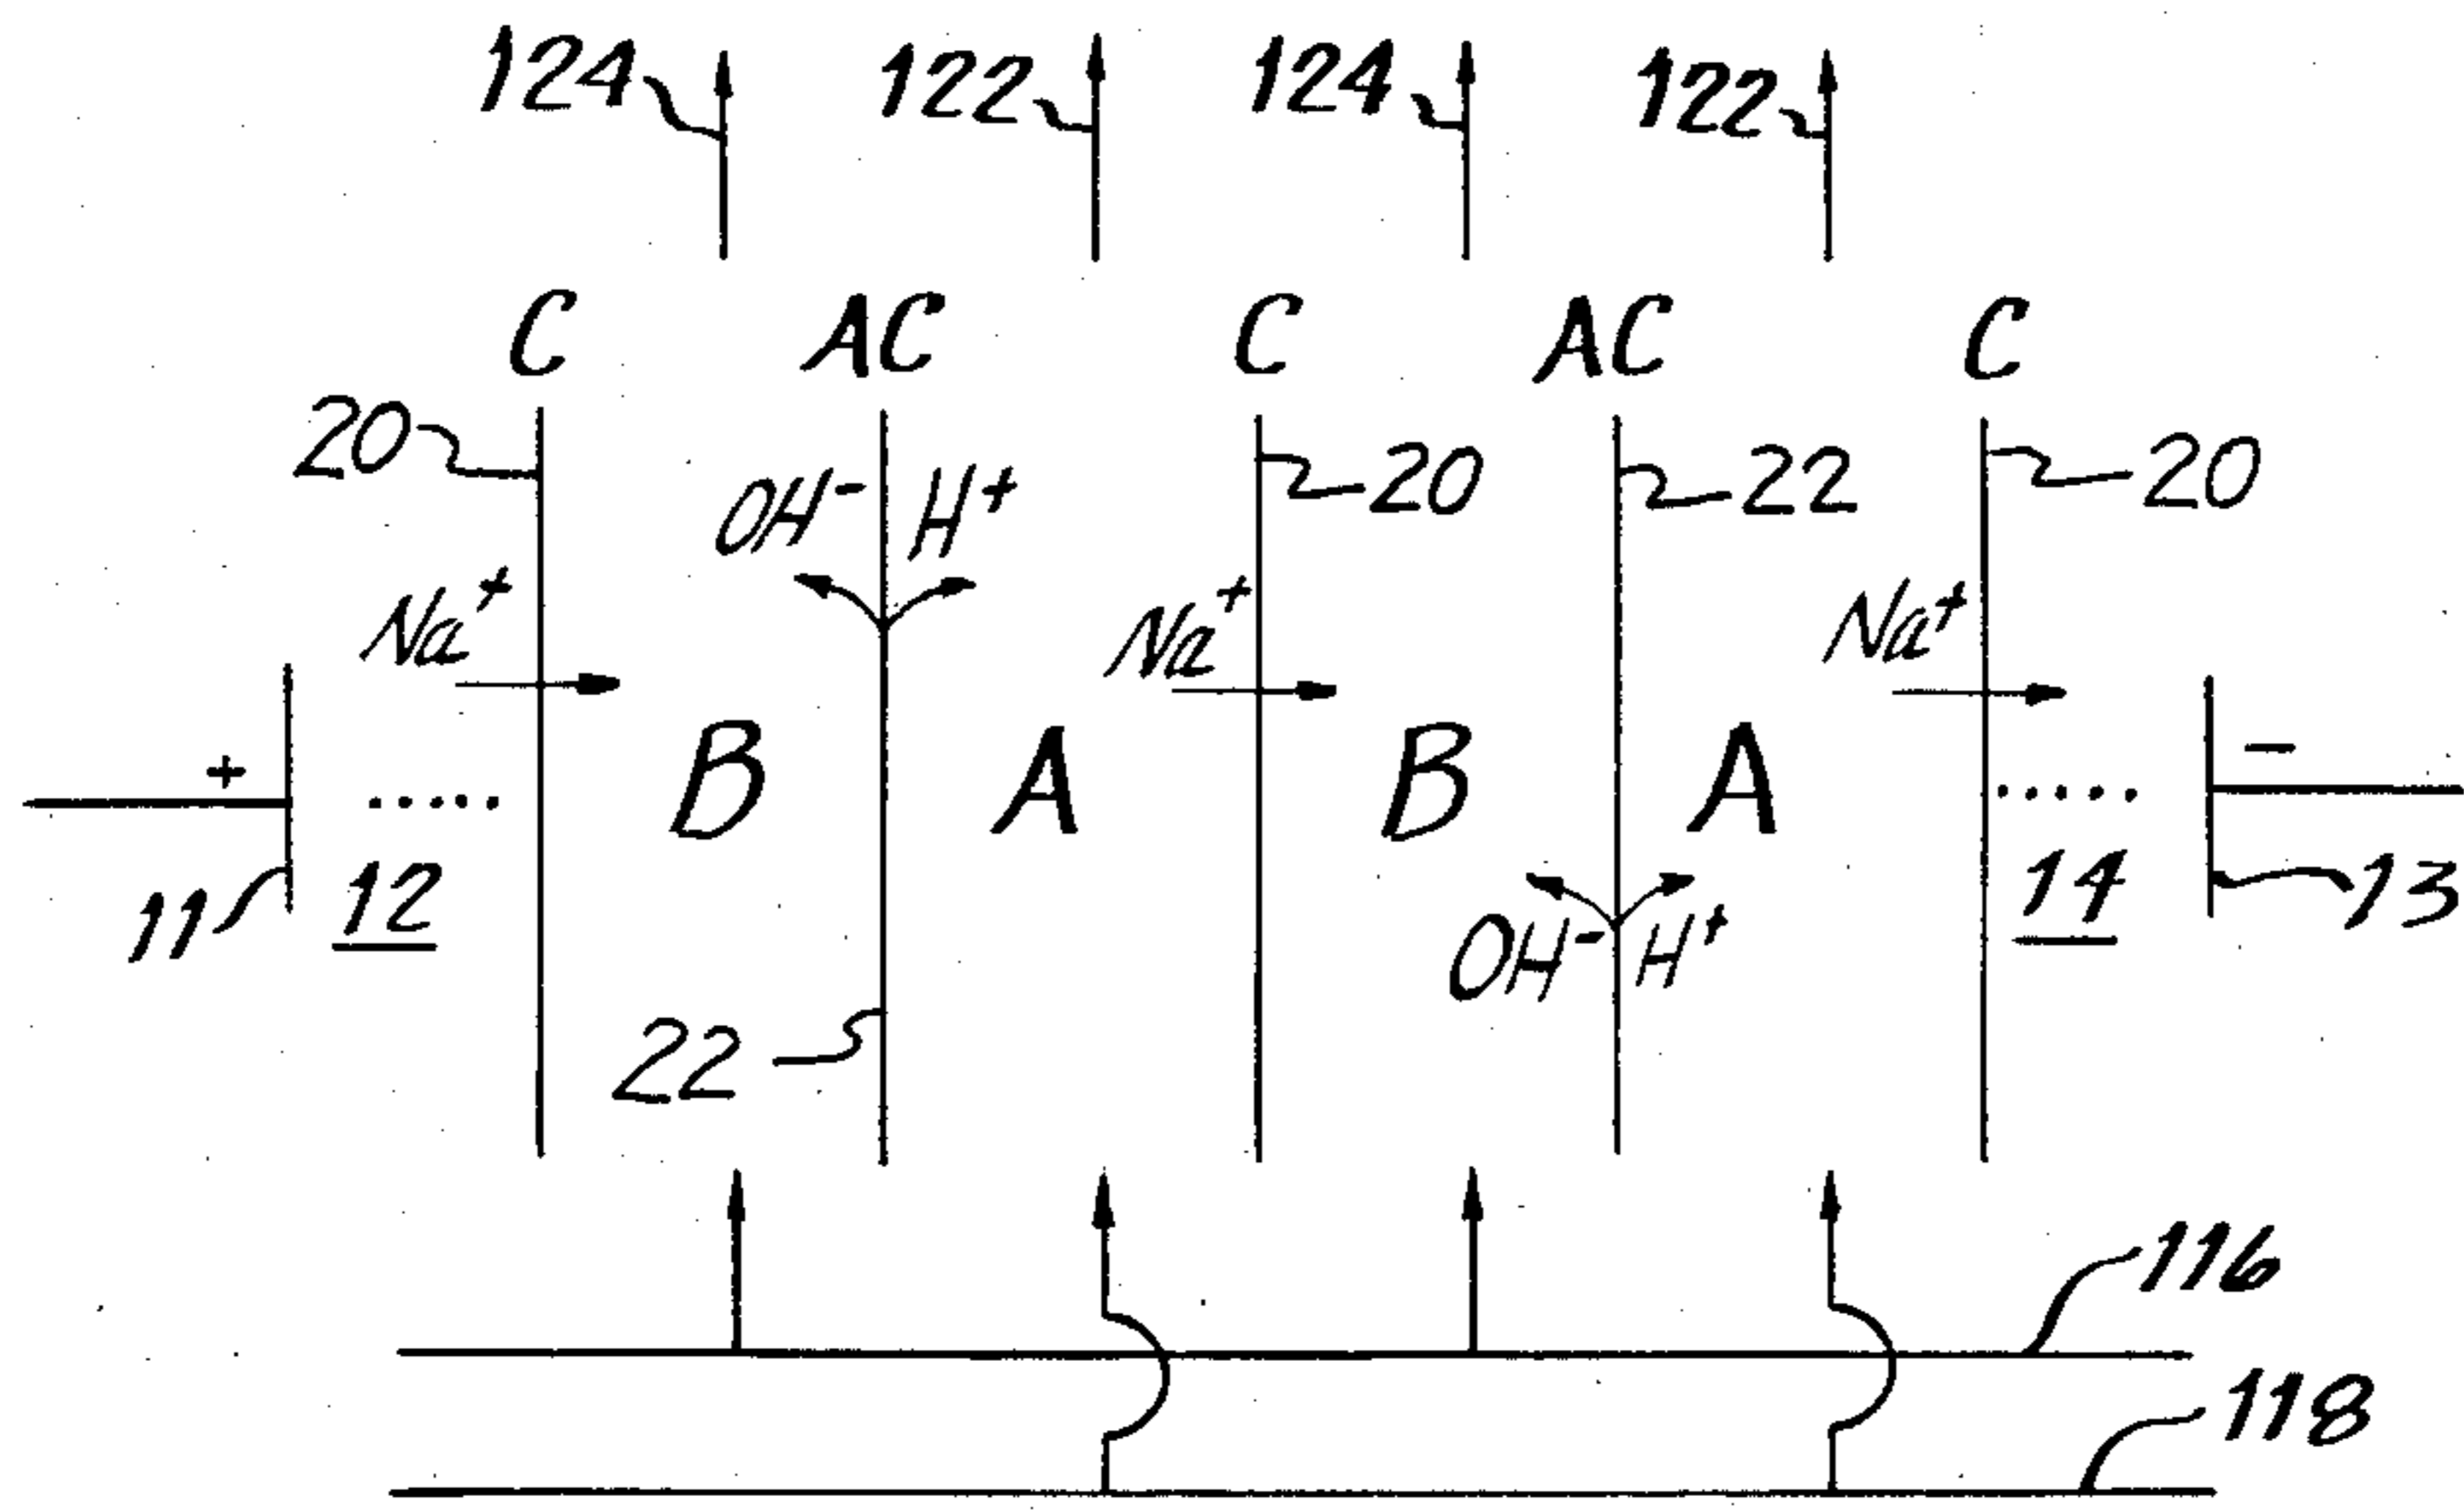 124 122 124 122
C AC C AC C
20 OH⁻ H⁺ 20 22 20
Na⁺ Na⁺ Na⁺
+ B A B A −
11 12 14 13
OH⁻ H⁺
22
116
118